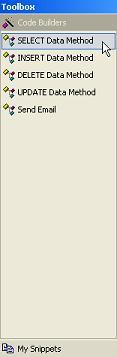 Toolbox
Code Builders
SELECT Data Method
INSERT Data Method
DELETE Data Method
UPDATE Data Method
Send Email
My Snippets